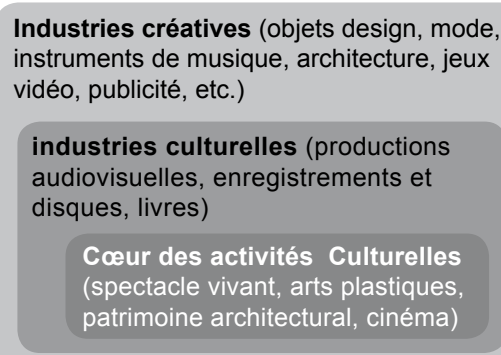 Industries créatives (objets design, mode,
instruments de musique, architecture, jeux
vidéo, publicité, etc.)
industries culturelles (productions
audiovisuelles, enregistrements et
disques, livres)
Cœur des activités Culturelles
(spectacle vivant, arts plastiques,
patrimoine architectural, cinéma)